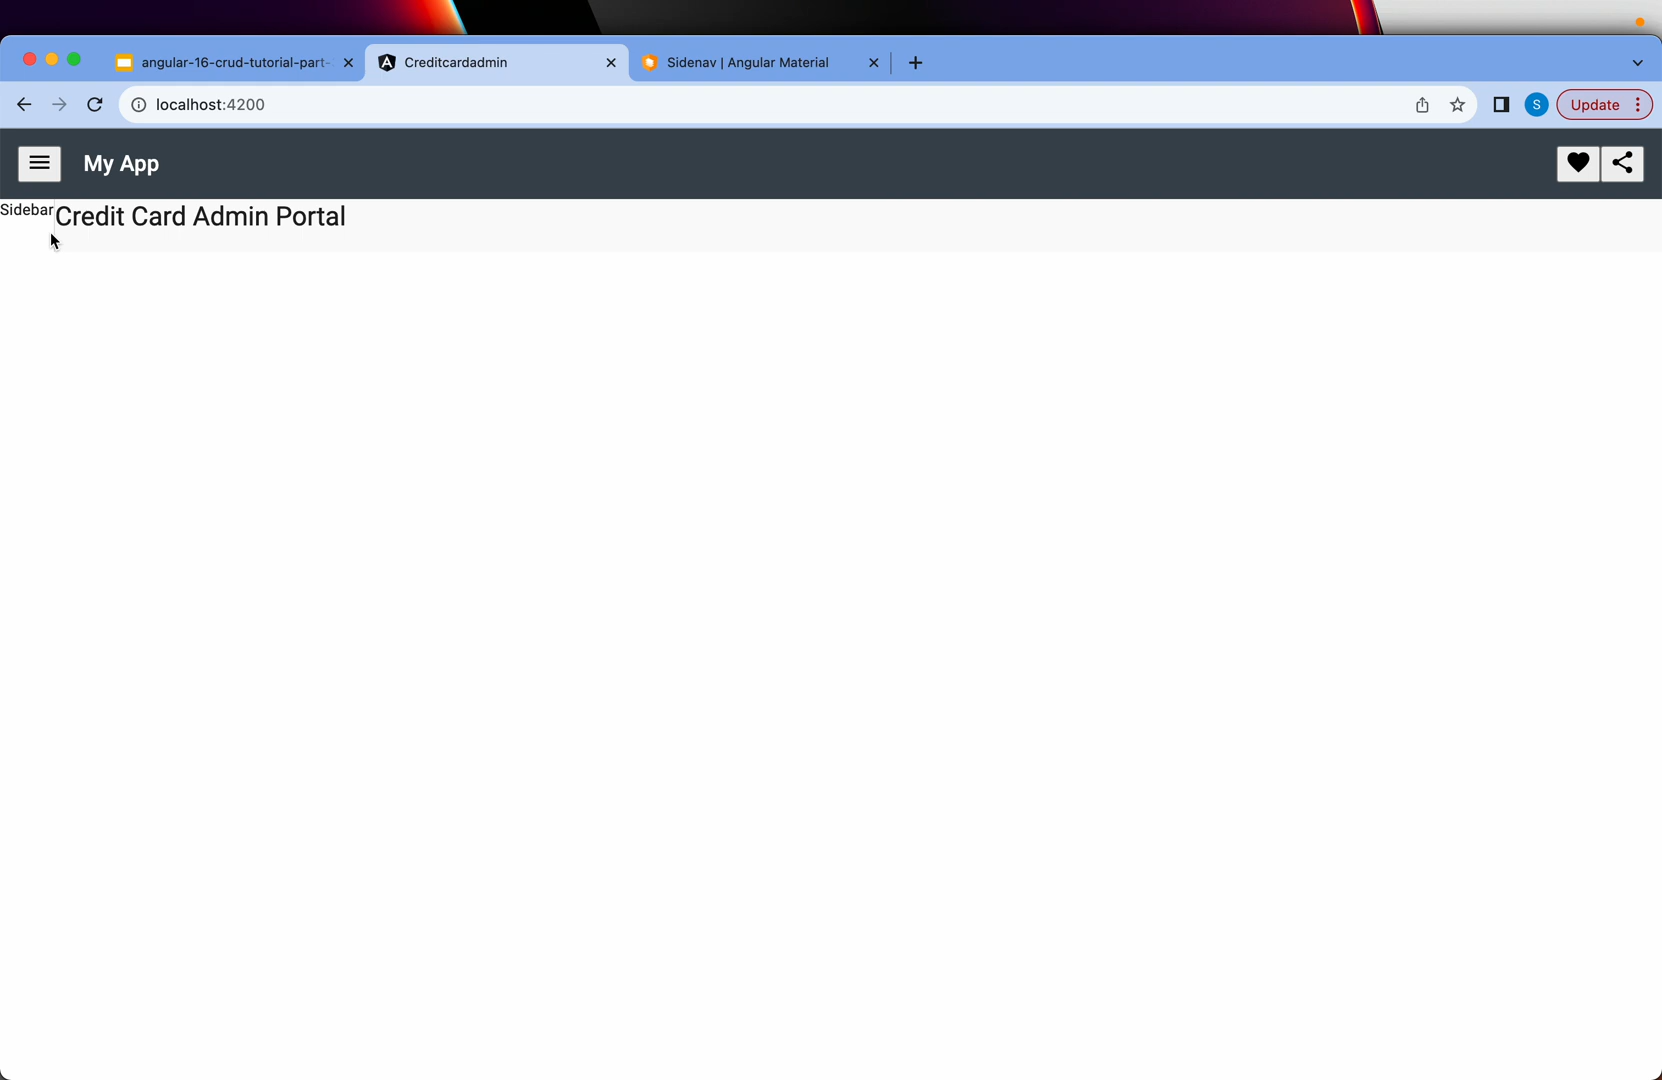 angular-16-crud-tutorial-part-
Creditcardadmin
Sidenav | Angular Material
localhost:4200
S
Update
My App
Sidebar
Credit Card Admin Portal